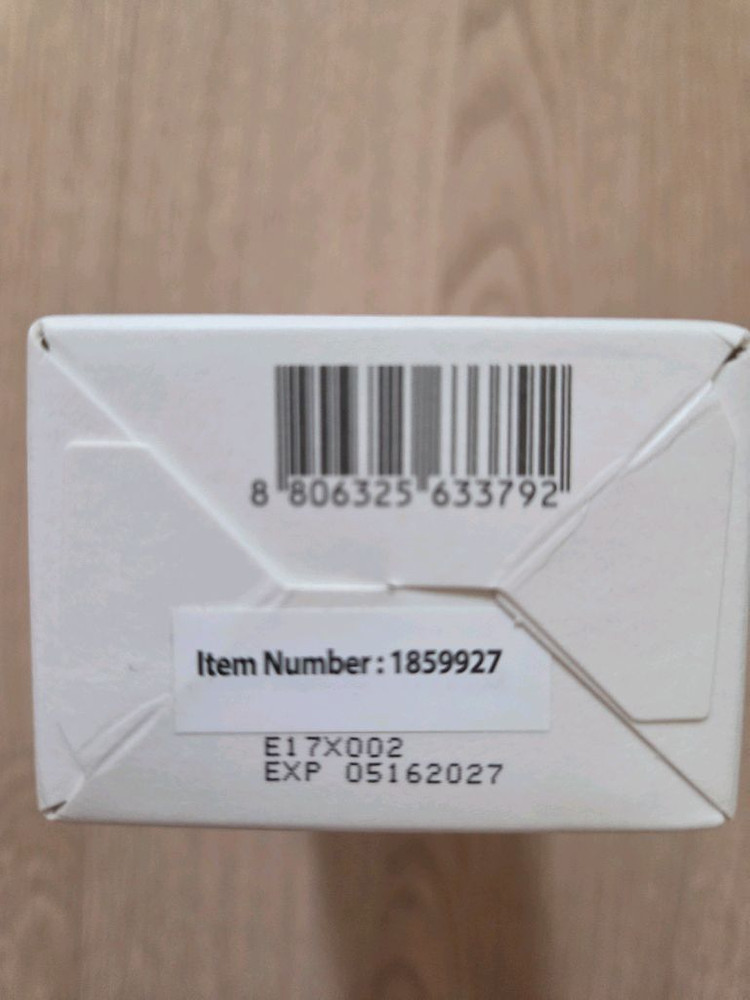 8 806325 633792
Item Number : 1859927
E17X002
EXP 05162027